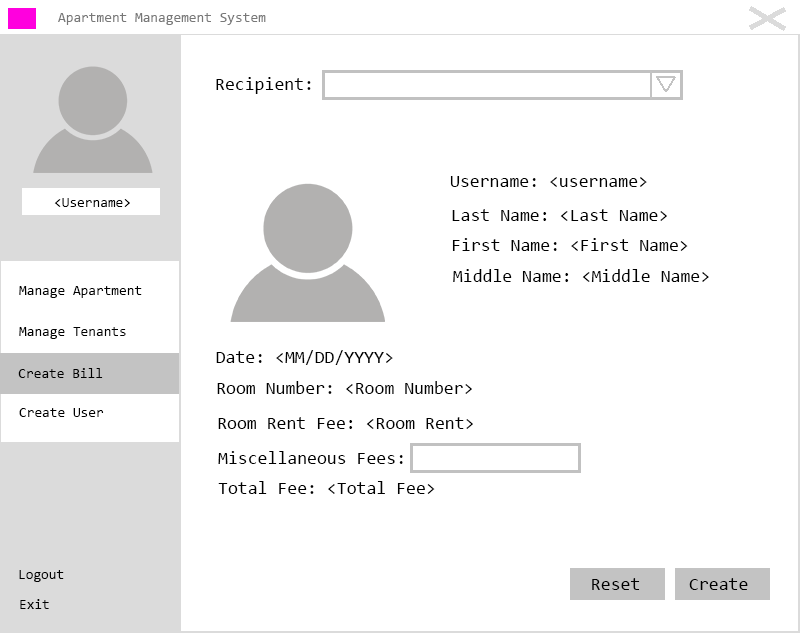 Apartment Management System
<Username>
Manage Apartment
Manage Tenants
Create Bill
Create User
Logout
Exit
Recipient:
Username: <username>
Last Name: <Last Name>
First Name: <First Name>
Middle Name: <Middle Name>
Date: <MM/DD/YYYY>
Room Number: <Room Number>
Room Rent Fee: <Room Rent>
Miscellaneous Fees:
Total Fee: <Total Fee>
Reset
Create